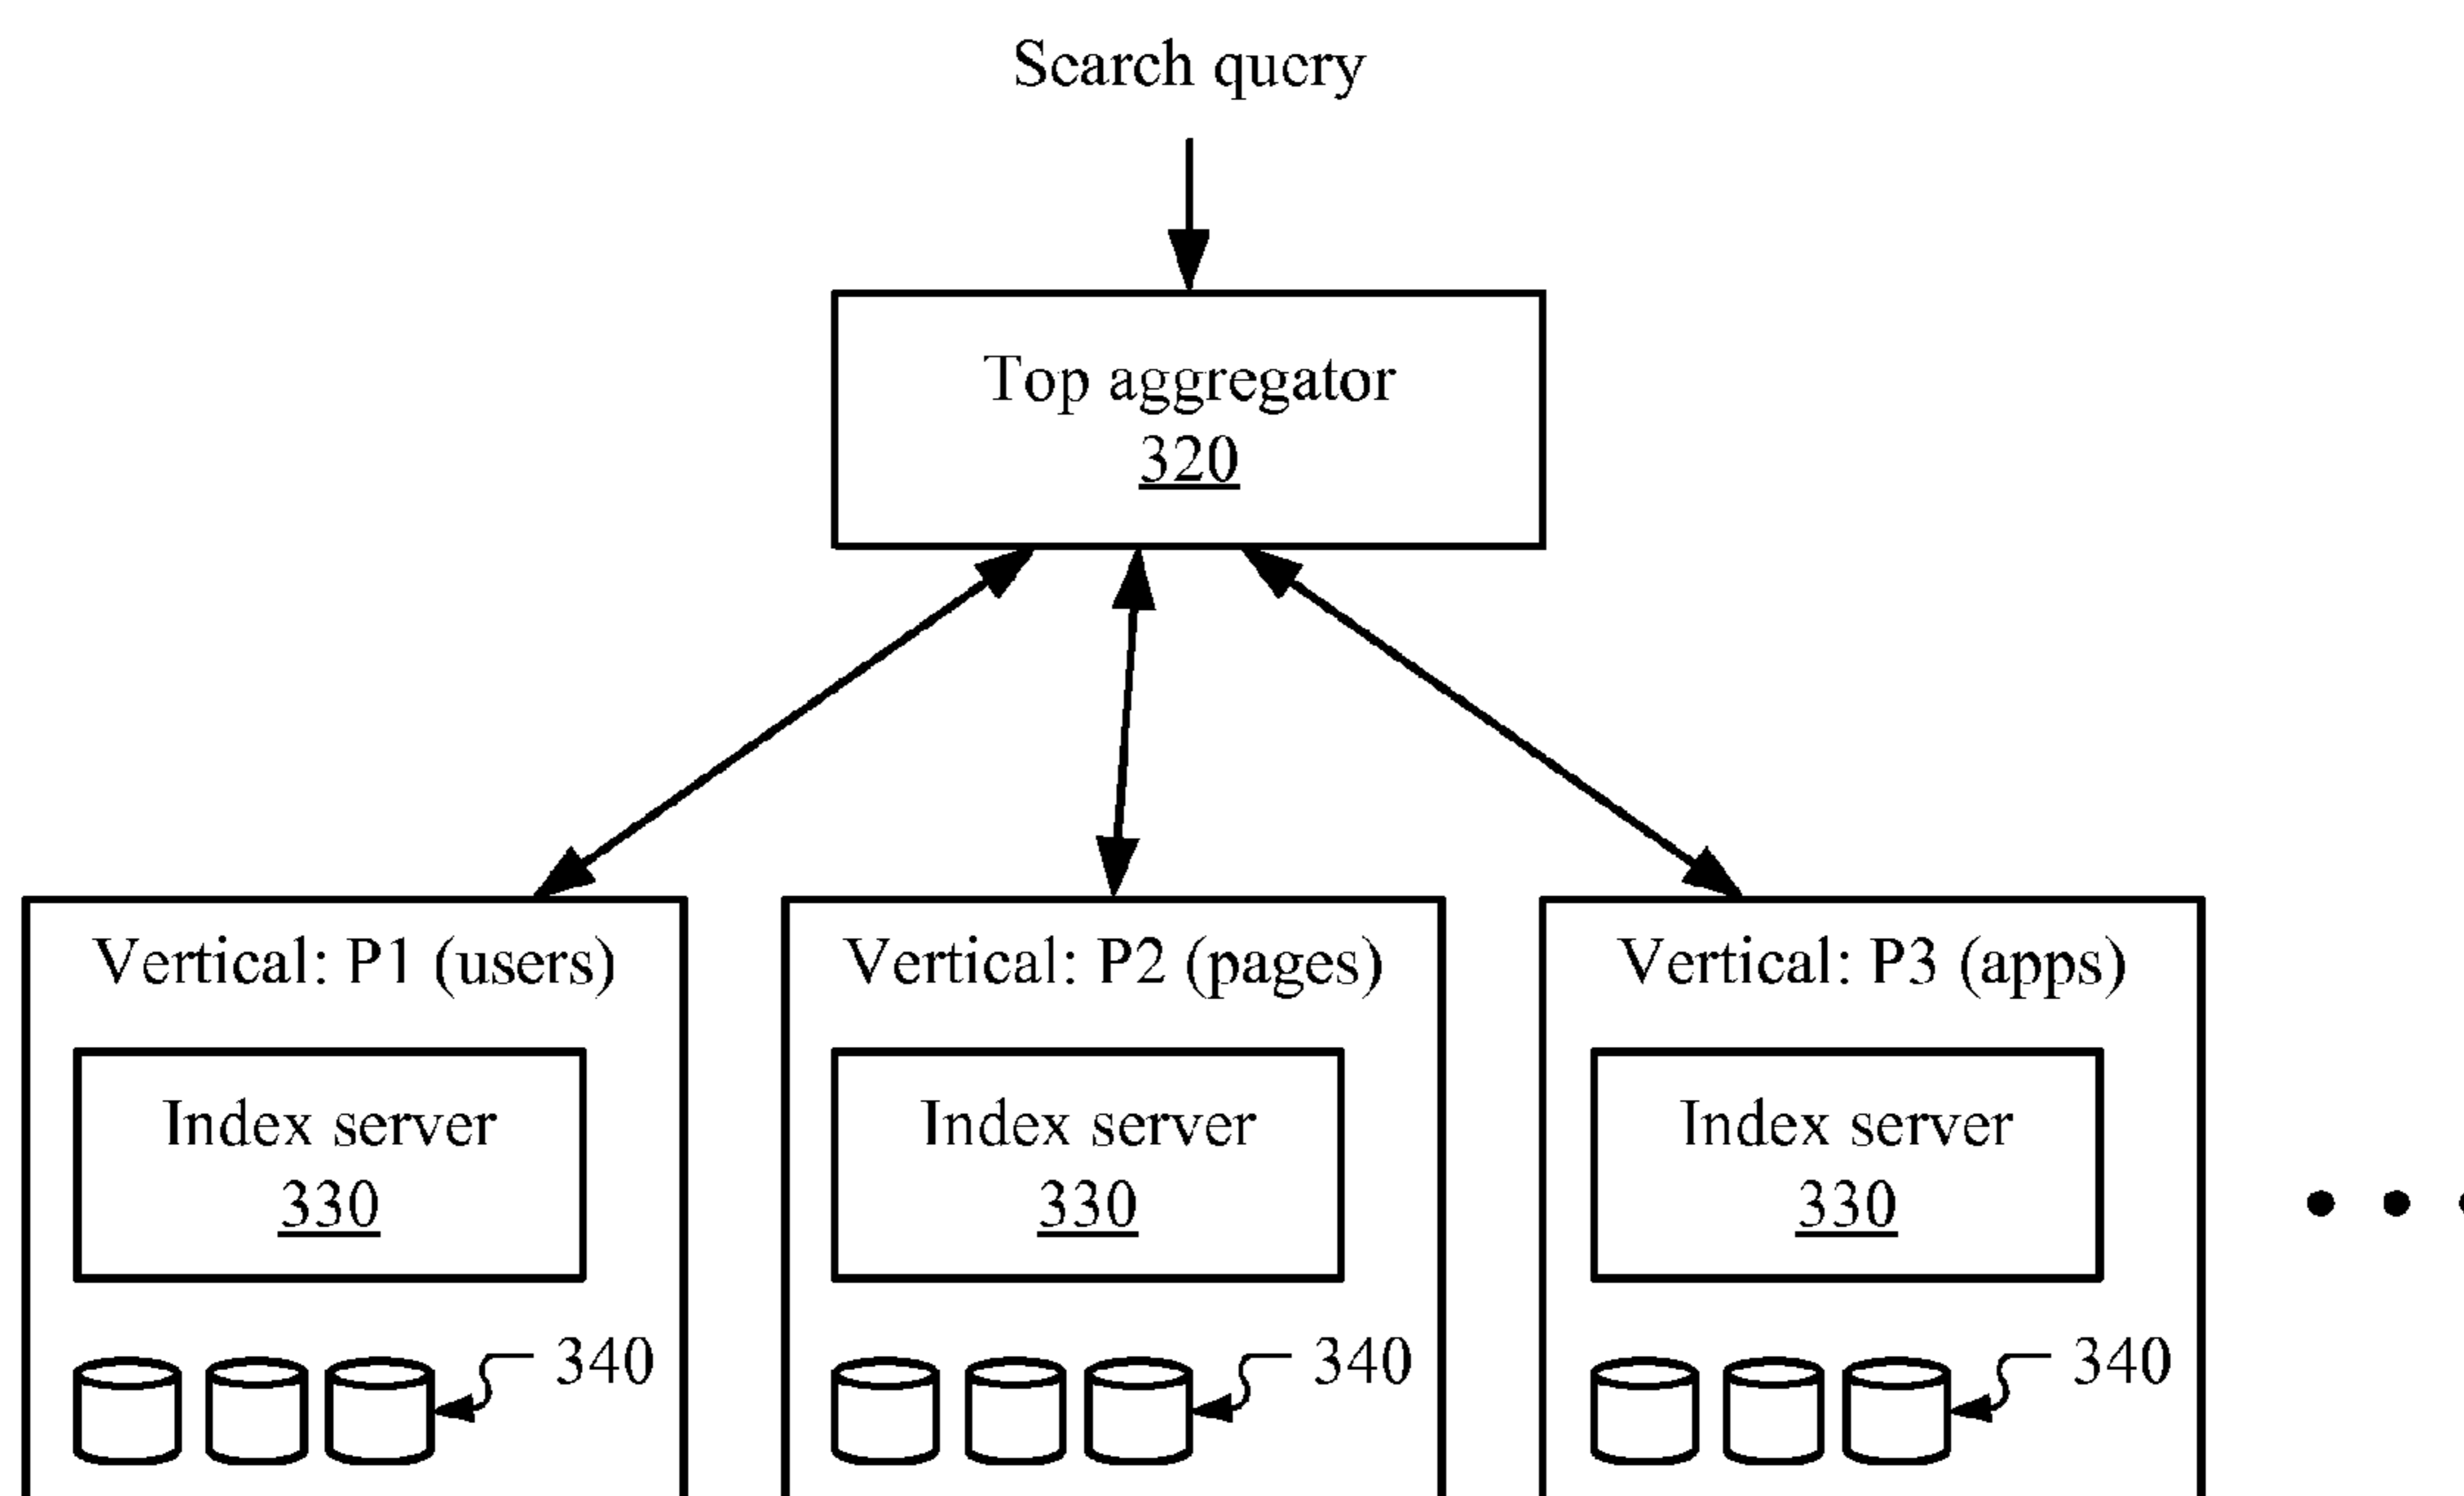 Search query
Top aggregator
320
Vertical: P1 (users)
Vertical: P2 (pages)
Vertical: P3 (apps)
Index server
330
Index server
330
Index server
330
340
340
340